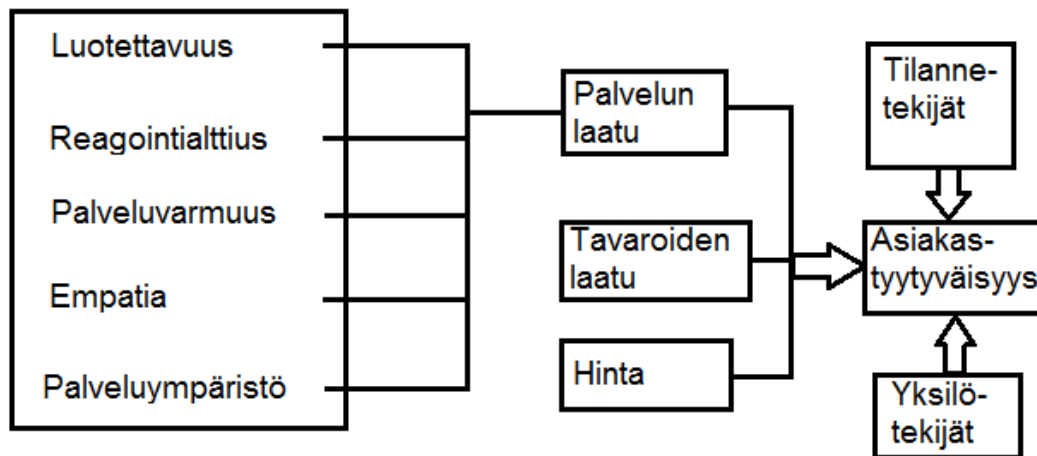 Luotettavuus
Reagointialttius
Palveluvarmuus
Empatia
Palveluympäristö
Palvelun
laatu
Tavaroiden
laatu
Hinta
Tilanne-
tekijät
Asiakas-
tyytyväisyys
Yksilö-
tekijät